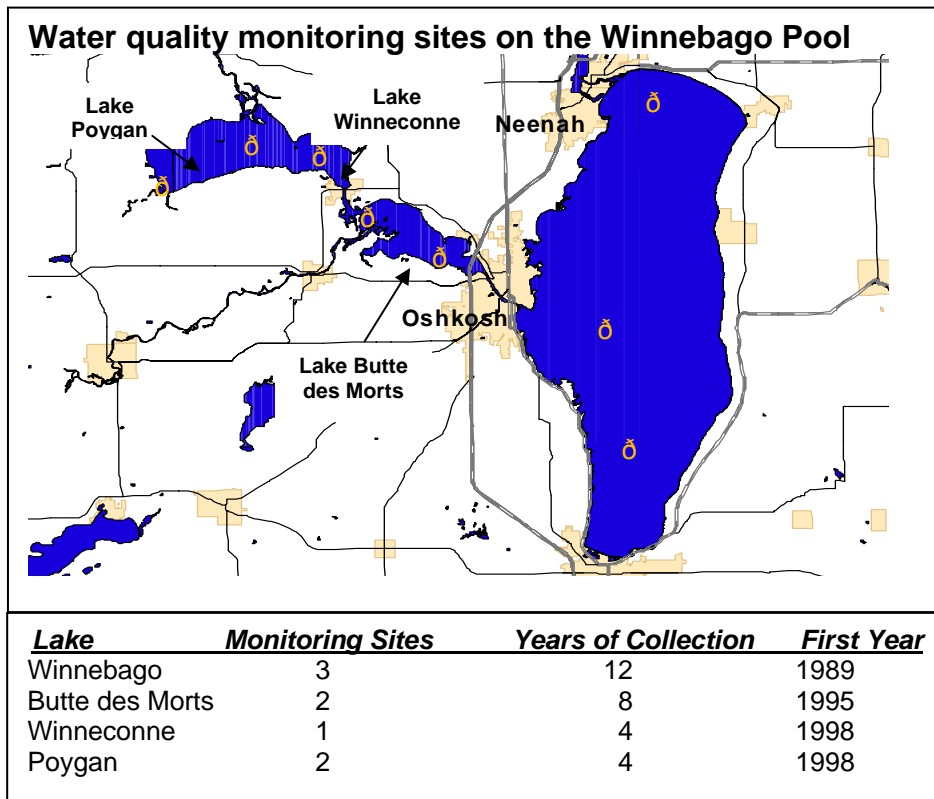 Water quality monitoring sites on the Winnebago Pool
Lake
Poygan
Lake
Winneconne
Neenah
ð
ð
ð
ð
ð
ð
Oshkosh
ð
Lake Butte
des Morts
ð
Lake Monitoring Sites Years of Collection First Year
Winnebago 3 12 1989
Butte des Morts 2 8 1995
Winneconne 1 4 1998
Poygan 2 4 1998